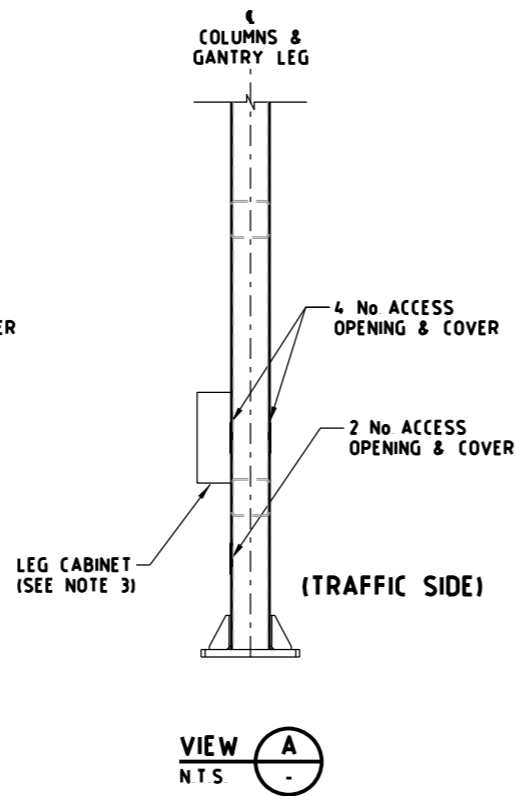 ℄
COLUMNS &
GANTRY LEG
ER
4 No. ACCESS
OPENING & COVER
2 No. ACCESS
OPENING & COVER
LEG CABINET
(SEE NOTE 3)
(TRAFFIC SIDE)
VIEW A
N.T.S. -